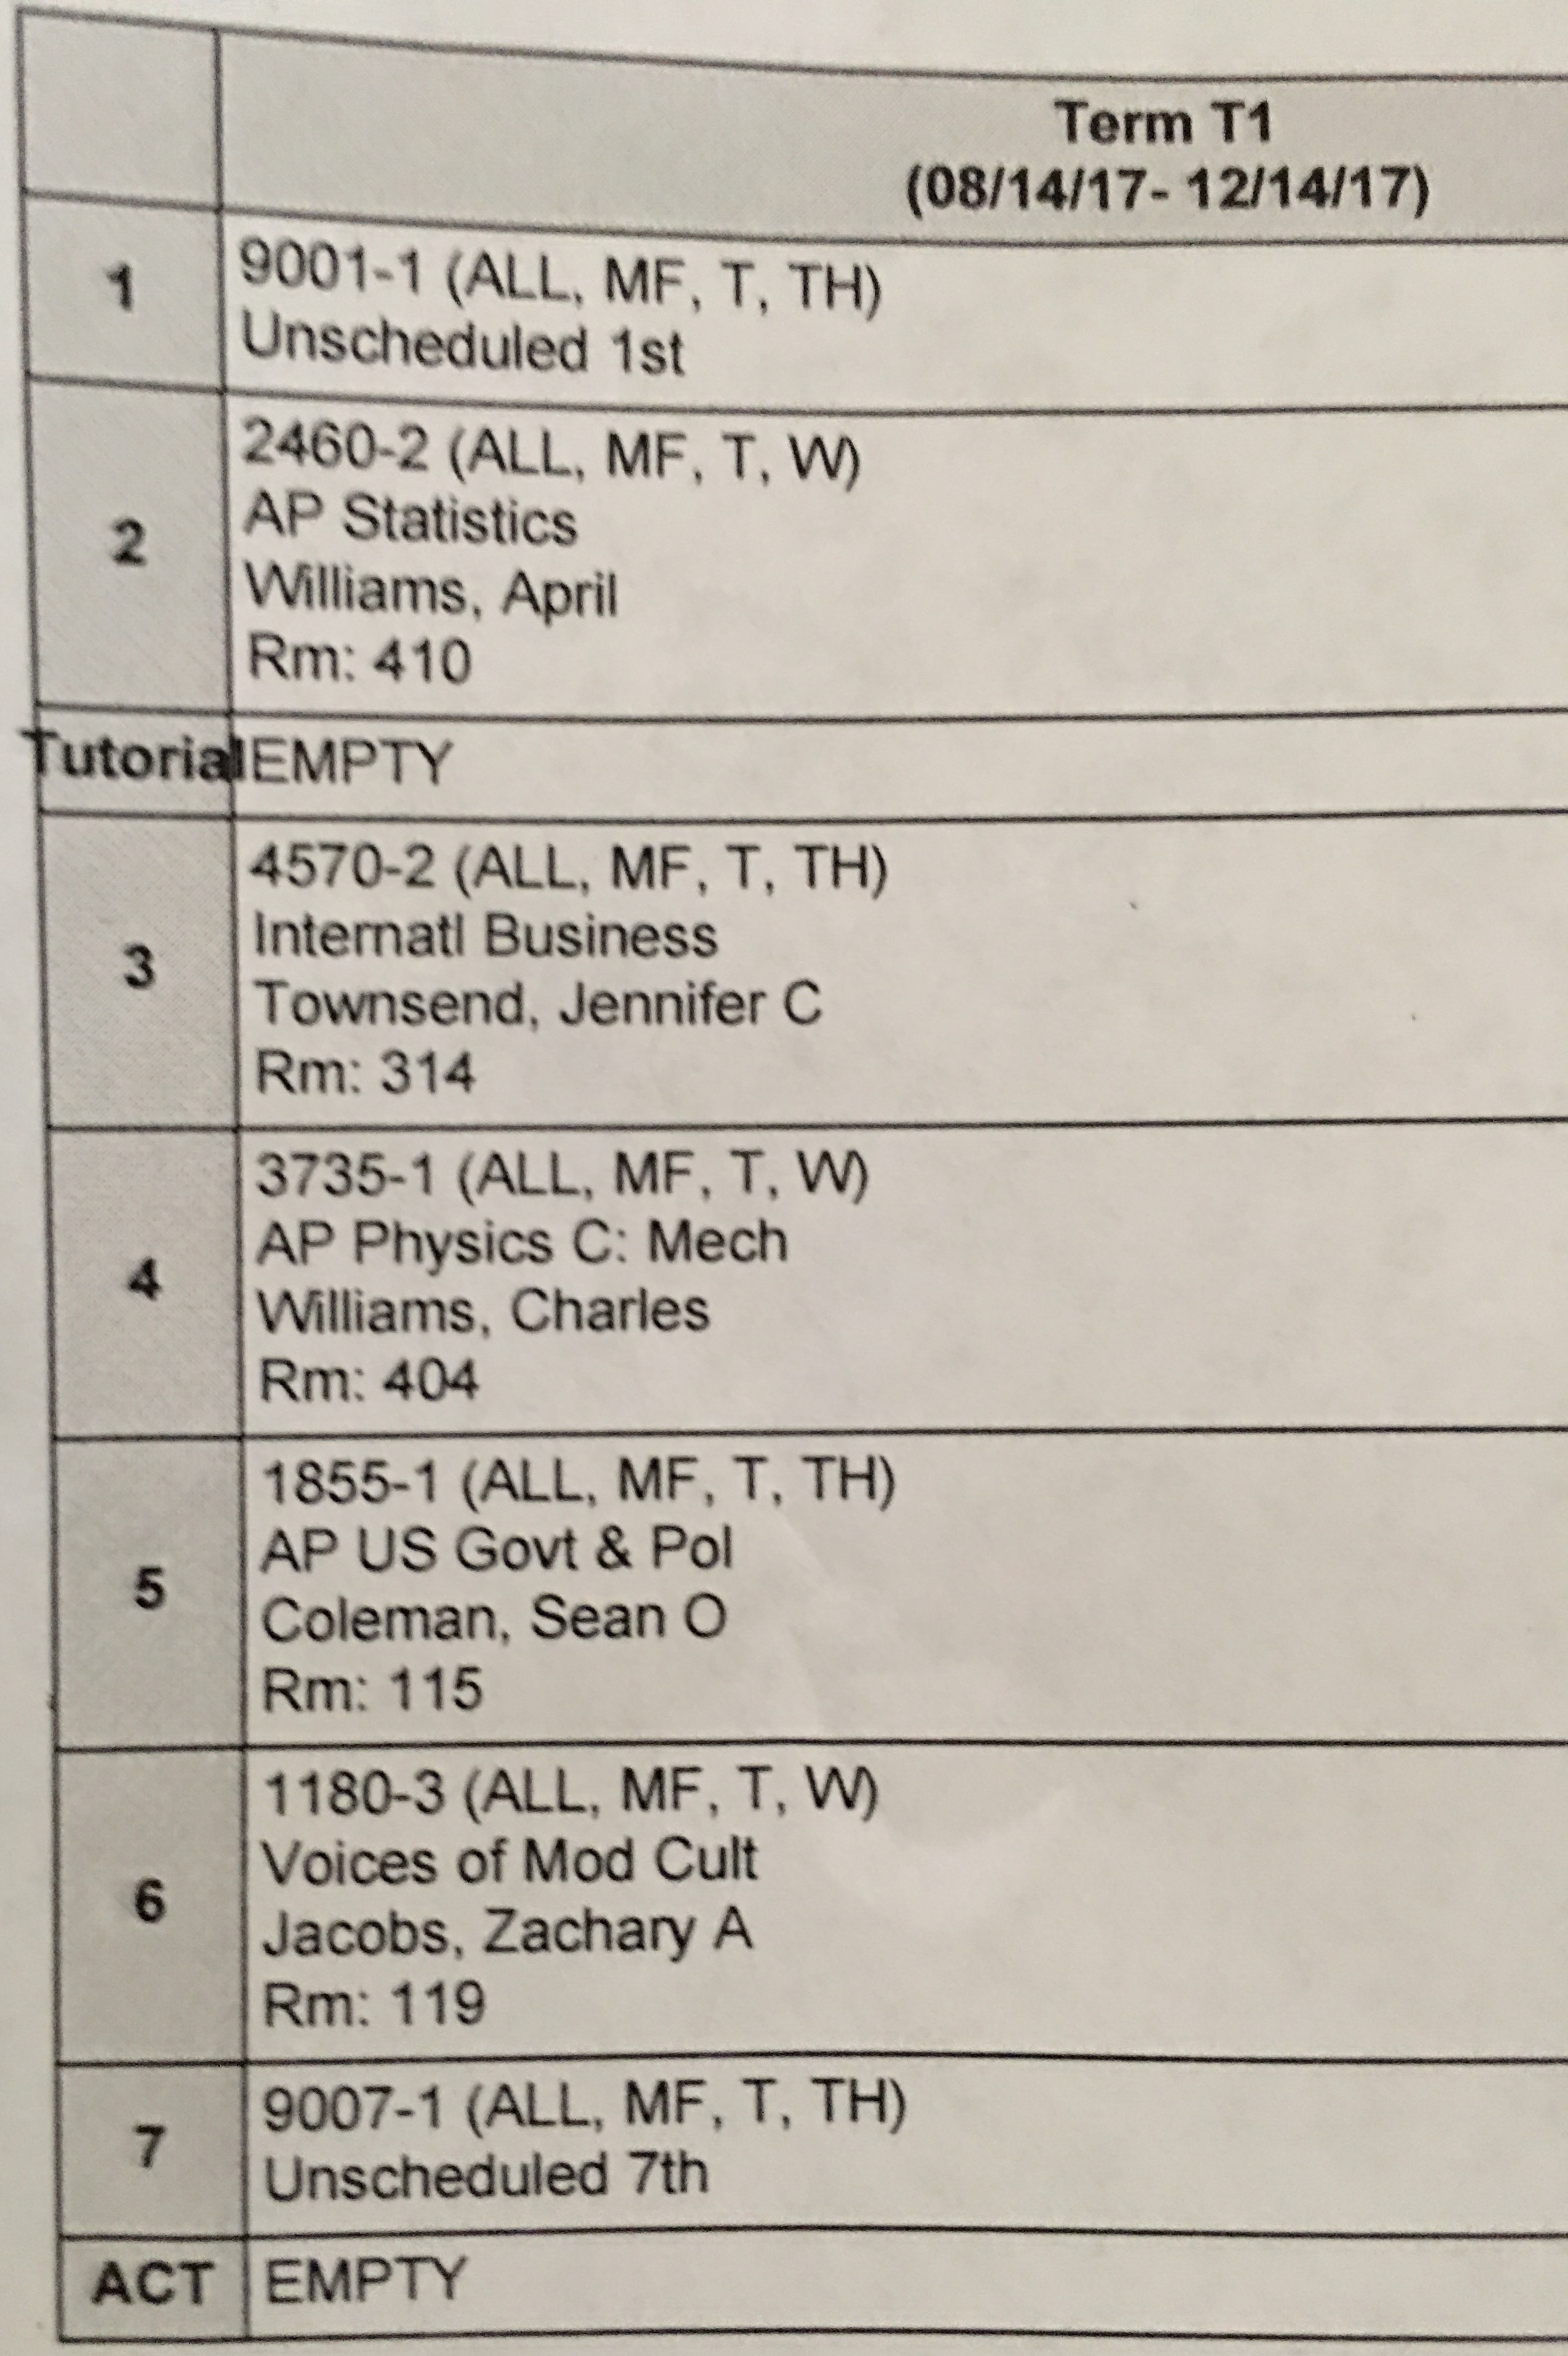 Term T1
(08/14/17- 12/14/17)
1
9001-1 (ALL, MF, T, TH)
Unscheduled 1st
2
2460-2 (ALL, MF, T, W)
AP Statistics
Williams, April
Rm: 410
Tutorial
EMPTY
3
4570-2 (ALL, MF, T, TH)
Internatl Business
Townsend, Jennifer C
Rm: 314
4
3735-1 (ALL, MF, T, W)
AP Physics C: Mech
Williams, Charles
Rm: 404
5
1855-1 (ALL, MF, T, TH)
AP US Govt & Pol
Coleman, Sean O
Rm: 115
6
1180-3 (ALL, MF, T, W)
Voices of Mod Cult
Jacobs, Zachary A
Rm: 119
7
9007-1 (ALL, MF, T, TH)
Unscheduled 7th
ACT
EMPTY